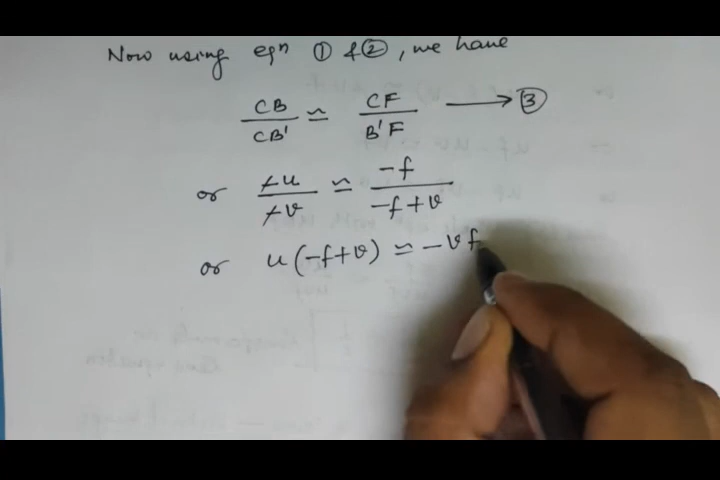 Now using eqⁿ ① & ②, we have
CB/CB' ≃ CF/B'F ⟶ ③
or -u/-v ≃ -f/-f+v
or u(-f+v) ≃ -vf